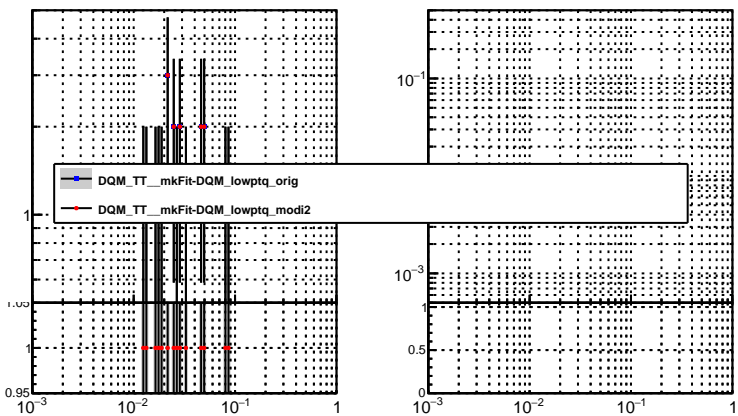 10⁻¹
DQM_TT__mkFit-DQM_lowptq_orig
DQM_TT__mkFit-DQM_lowptq_modi2
1
10⁻³
1.05
1
1
0.5
0.95
0
10⁻³ 10⁻² 10⁻¹ 1
10⁻³ 10⁻² 10⁻¹ 1